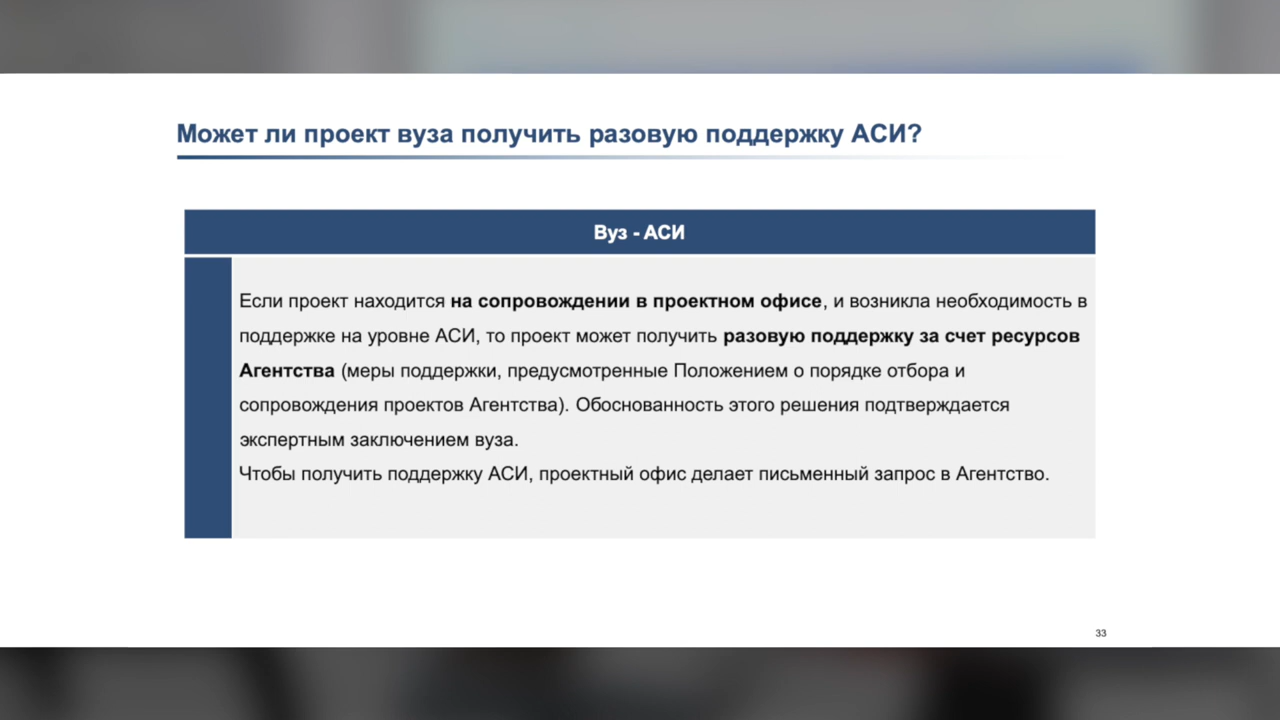 Может ли проект вуза получить разовую поддержку АСИ?
Вуз - АСИ
Если проект находится на сопровождении в проектном офисе, и возникла необходимость в
поддержке на уровне АСИ, то проект может получить разовую поддержку за счет ресурсов
Агентства (меры поддержки, предусмотренные Положением о порядке отбора и
сопровождения проектов Агентства). Обоснованность этого решения подтверждается
экспертным заключением вуза.
Чтобы получить поддержку АСИ, проектный офис делает письменный запрос в Агентство.
33